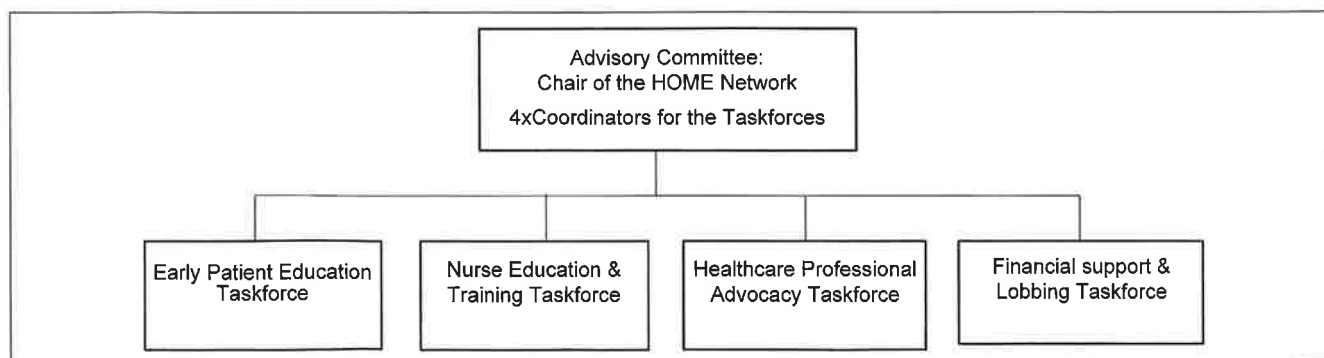 Advisory Committee:
Chair of the HOME Network
4xCoordinators for the Taskforces
Early Patient Education
Taskforce
Nurse Education &
Training Taskforce
Healthcare Professional
Advocacy Taskforce
Financial support &
Lobbing Taskforce